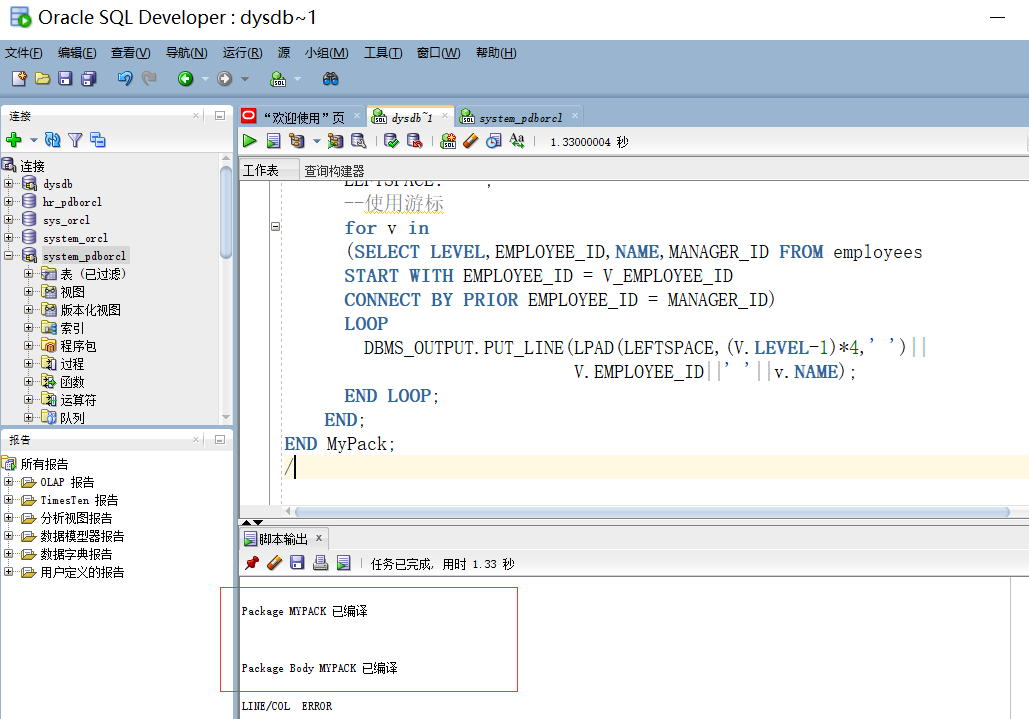 Oracle SQL Developer : dysdb~1
文件(F) 编辑(E) 查看(V) 导航(N) 运行(R) 源 小组(M) 工具(T) 窗口(W) 帮助(H)
连接
“欢迎使用”页 dysdb~1 system_pdborcl
1.33000004 秒
工作表 查询构建器
连接
dysdb
hr_pdborcl
sys_orcl
system_orcl
system_pdborcl
表 (已过滤)
视图
版本化视图
索引
程序包
过程
函数
运算符
队列
LEFTSPACE: '';
--使用游标
for v in
(SELECT LEVEL,EMPLOYEE_ID,NAME,MANAGER_ID FROM employees
START WITH EMPLOYEE_ID = V_EMPLOYEE_ID
CONNECT BY PRIOR EMPLOYEE_ID = MANAGER_ID)
LOOP
DBMS_OUTPUT.PUT_LINE(LPAD(LEFTSPACE,(V.LEVEL-1)*4,' ')||
V.EMPLOYEE_ID||' '||v.NAME);
END LOOP;
END;
END MyPack;
/
报告
所有报告
OLAP 报告
TimesTen 报告
分析视图报告
数据模型器报告
数据字典报告
用户定义的报告
脚本输出
任务已完成, 用时 1.33 秒
Package MYPACK 已编译
Package Body MYPACK 已编译
LINE/COL ERROR